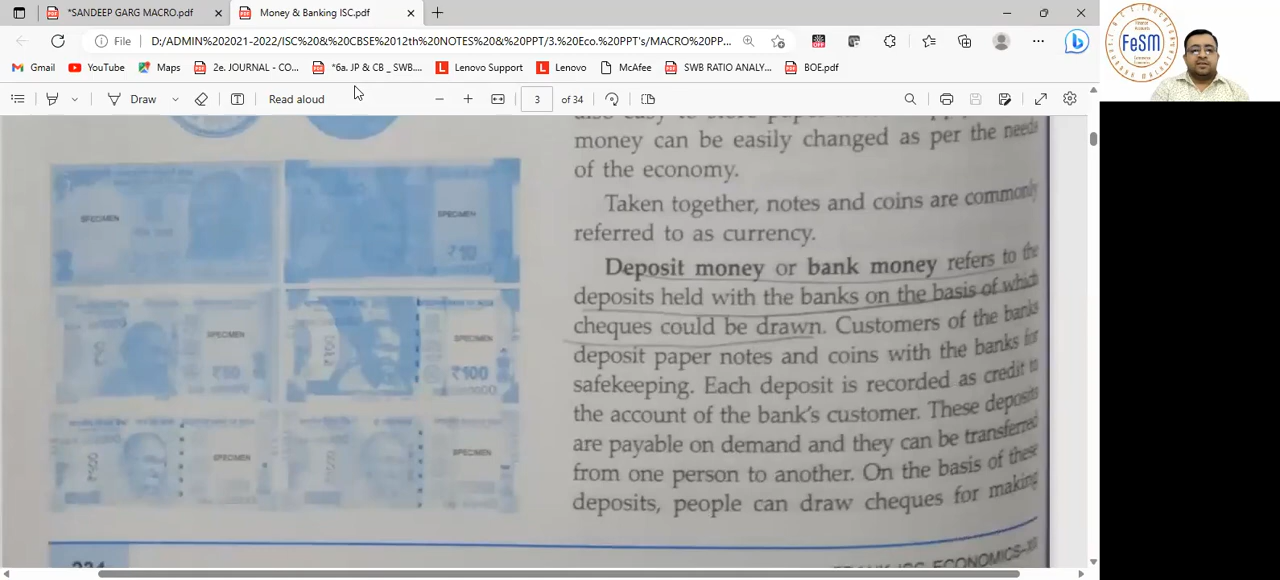 *SANDEEP GARG MACRO.pdf
Money & Banking ISC.pdf
File
D:/ADMIN%202021-2022/ISC%20&%20CBSE%2012th%20NOTES%20&%20PPT/3.%20Eco.%20PPT's/MACRO%20PP...
Gmail
YouTube
Maps
2e. JOURNAL - CO...
*6a. JP & CB _ SWB....
Lenovo Support
Lenovo
McAfee
SWB RATIO ANALY...
BOE.pdf
Draw
Read aloud
3
of 34
FeSM
money can be easily changed as per the needs
of the economy.
Taken together, notes and coins are commonly
referred to as currency.
Deposit money or bank money refers to the
deposits held with the banks on the basis of which
cheques could be drawn. Customers of the banks
deposit paper notes and coins with the banks for
safekeeping. Each deposit is recorded as credit to
the account of the bank's customer. These deposits
are payable on demand and they can be transferred
from one person to another. On the basis of these
deposits, people can draw cheques for making
SPECIMEN
SPECIMEN
₹10
SPECIMEN
SPECIMEN
₹100
SPECIMEN
SPECIMEN